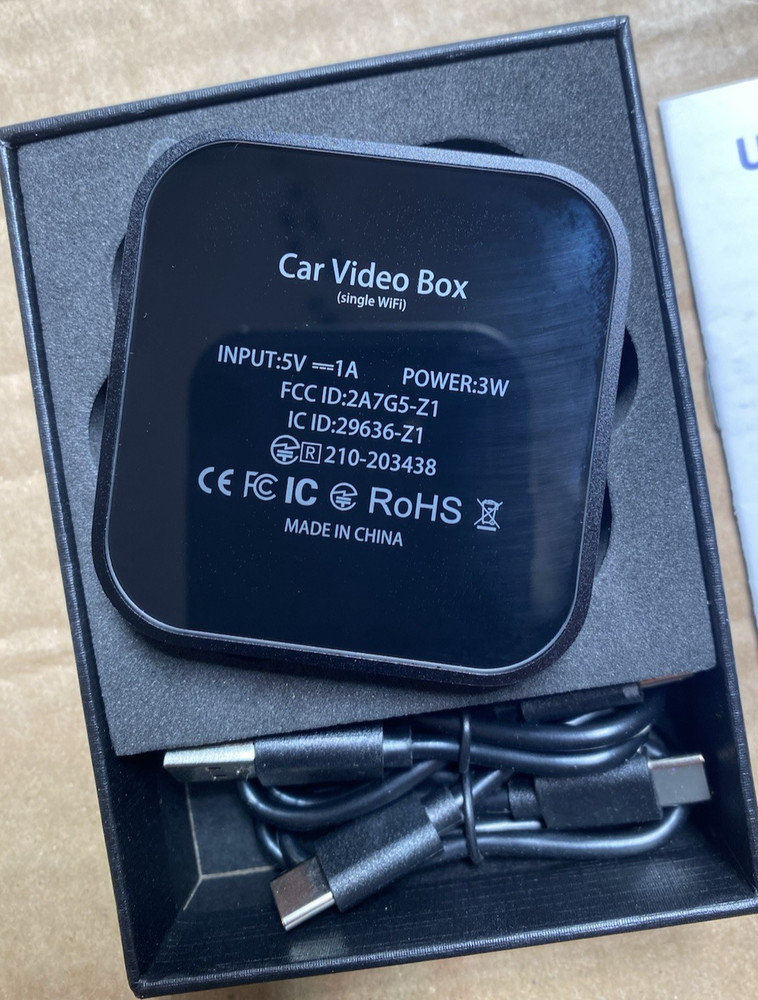 Car Video Box
(single WiFi)
INPUT:5V ⎓1A POWER:3W
FCC ID:2A7G5-Z1
IC ID:29636-Z1
R 210-203438
CE FC IC RoHS
MADE IN CHINA
U